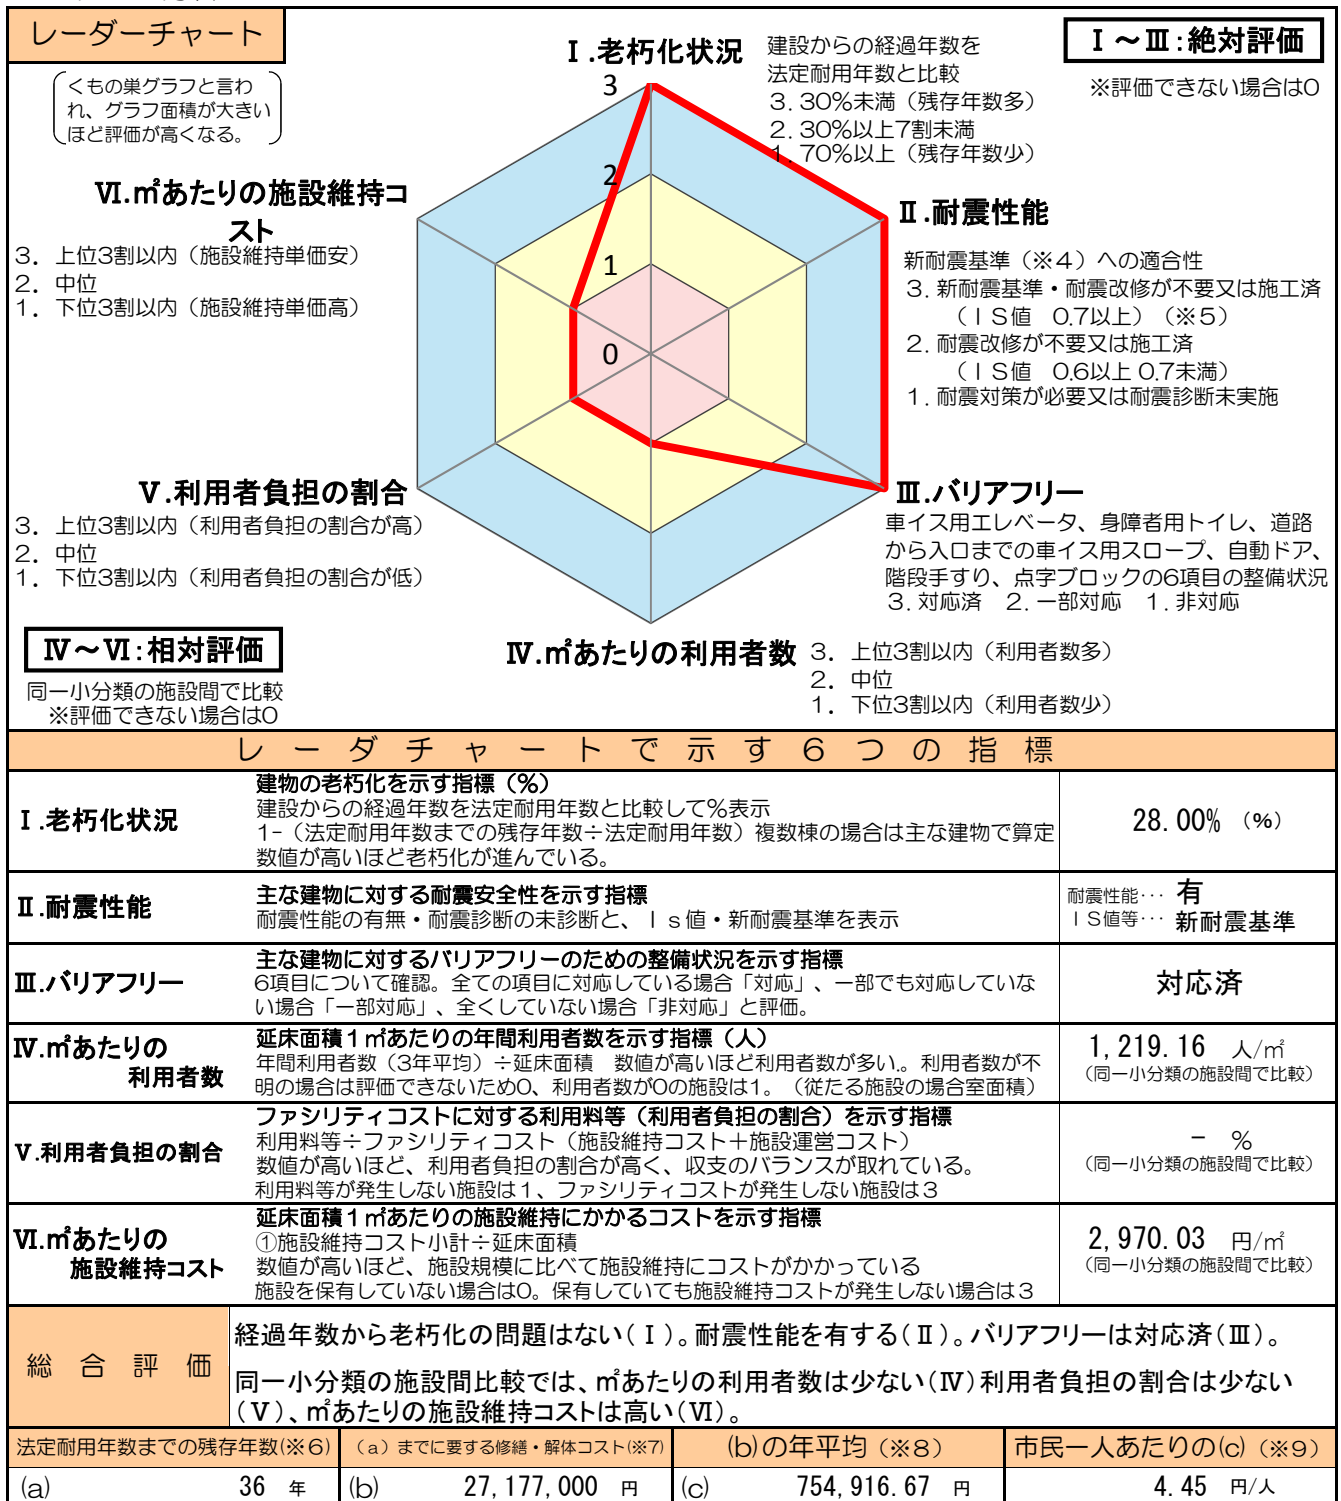 レーダーチャート
くもの巣グラフと言わ
れ、グラフ面積が大きい
ほど評価が高くなる。
Ⅰ.老朽化状況
建設からの経過年数を
法定耐用年数と比較
3. 30%未満（残存年数多）
2. 30%以上7割未満
1. 70%以上（残存年数少）
Ⅰ～Ⅲ:絶対評価
※評価できない場合は0
3
2
1
0
Ⅱ.耐震性能
新耐震基準（※4）への適合性
3. 新耐震基準・耐震改修が不要又は施工済
（ＩＳ値　0.7以上）（※5）
2. 耐震改修が不要又は施工済
（ＩＳ値　0.6以上 0.7未満）
1. 耐震対策が必要又は耐震診断未実施
Ⅵ.㎡あたりの施設維持コ
スト
3. 上位3割以内（施設維持単価安）
2. 中位
1. 下位3割以内（施設維持単価高）
Ⅲ.バリアフリー
車イス用エレベータ、身障者用トイレ、道路
から入口までの車イス用スロープ、自動ドア、
階段手すり、点字ブロックの6項目の整備状況
3. 対応済　2. 一部対応　1. 非対応
Ⅴ.利用者負担の割合
3. 上位3割以内（利用者負担の割合が高）
2. 中位
1. 下位3割以内（利用者負担の割合が低）
Ⅳ.㎡あたりの利用者数
3. 上位3割以内（利用者数多）
2. 中位
1. 下位3割以内（利用者数少）
Ⅳ～Ⅵ:相対評価
同一小分類の施設間で比較
※評価できない場合は0
レーダチャートで示す６つの指標
Ⅰ.老朽化状況
建物の老朽化を示す指標（%）
建設からの経過年数を法定耐用年数と比較して%表示
1-（法定耐用年数までの残存年数÷法定耐用年数）複数棟の場合は主な建物で算定
数値が高いほど老朽化が進んでいる。
28.00% （%）
Ⅱ.耐震性能
主な建物に対する耐震安全性を示す指標
耐震性能の有無・耐震診断の未診断と、Ｉｓ値・新耐震基準を表示
耐震性能… 有
ＩＳ値等… 新耐震基準
Ⅲ.バリアフリー
主な建物に対するバリアフリーのための整備状況を示す指標
6項目について確認。全ての項目に対応している場合「対応」、一部でも対応していな
い場合「一部対応」、全くしていない場合「非対応」と評価。
対応済
Ⅳ.㎡あたりの
利用者数
延床面積１㎡あたりの年間利用者数を示す指標（人）
年間利用者数（3年平均）÷延床面積　数値が高いほど利用者数が多い。利用者数が不
明の場合は評価できないため0、利用者数が0の施設は1。（従たる施設の場合室面積）
1,219.16 人/㎡
（同一小分類の施設間で比較）
Ⅴ.利用者負担の割合
ファシリティコストに対する利用料等（利用者負担の割合）を示す指標
利用料等÷ファシリティコスト（施設維持コスト＋施設運営コスト）
数値が高いほど、利用者負担の割合が高く、収支のバランスが取れている。
利用料等が発生しない施設は１、ファシリティコストが発生しない施設は３
- %
（同一小分類の施設間で比較）
Ⅵ.㎡あたりの
施設維持コスト
延床面積１㎡あたりの施設維持にかかるコストを示す指標
①施設維持コスト小計÷延床面積
数値が高いほど、施設規模に比べて施設維持にコストがかかっている
施設を保有していない場合は0。保有していても施設維持コストが発生しない場合は３
2,970.03 円/㎡
（同一小分類の施設間で比較）
総合評価
経過年数から老朽化の問題はない（Ⅰ）。耐震性能を有する（Ⅱ）。バリアフリーは対応済（Ⅲ）。
同一小分類の施設間比較では、㎡あたりの利用者数は少ない（Ⅳ）利用者負担の割合は少ない
（Ⅴ）、㎡あたりの施設維持コストは高い（Ⅵ）。
法定耐用年数までの残存年数(※6)
（a）までに要する修繕・解体コスト(※7)
(b)の年平均（※8）
市民一人あたりの(c)（※9）
(a) 36 年
(b) 27,177,000 円
(c) 754,916.67 円
4.45 円/人